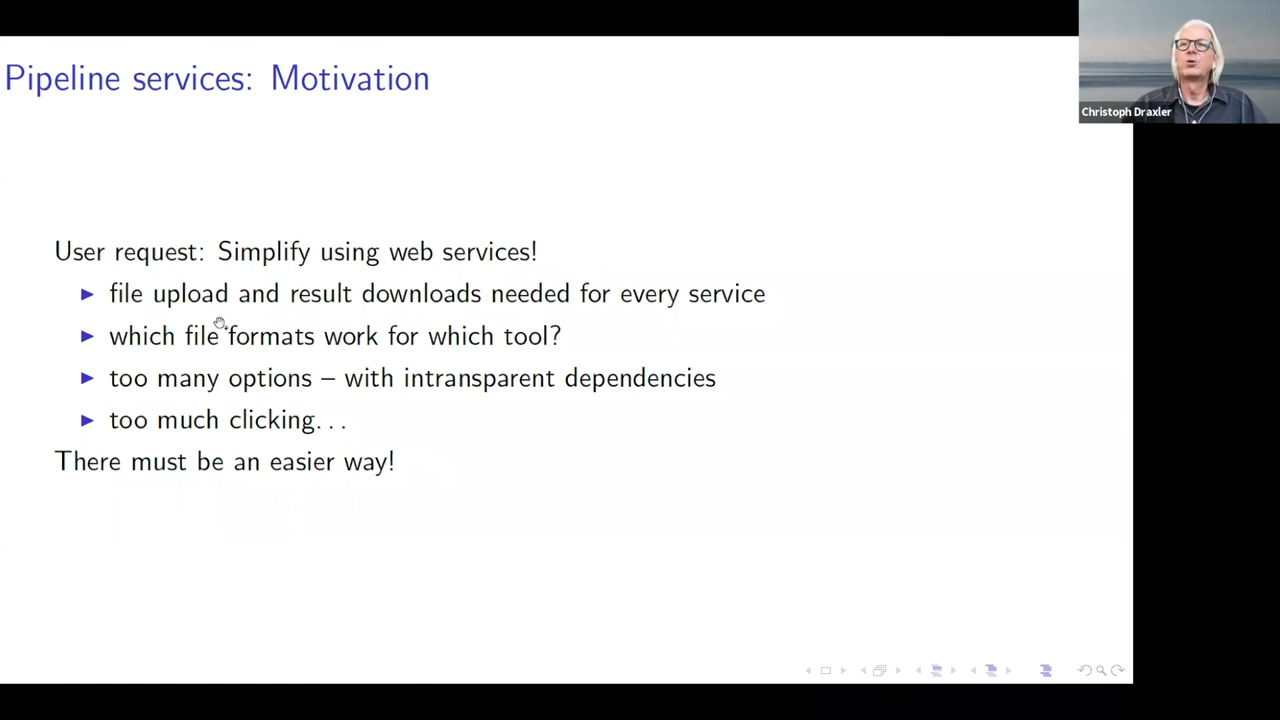 Pipeline services: Motivation
Christoph Draxler
User request: Simplify using web services!
file upload and result downloads needed for every service
which file formats work for which tool?
too many options – with intransparent dependencies
too much clicking...
There must be an easier way!